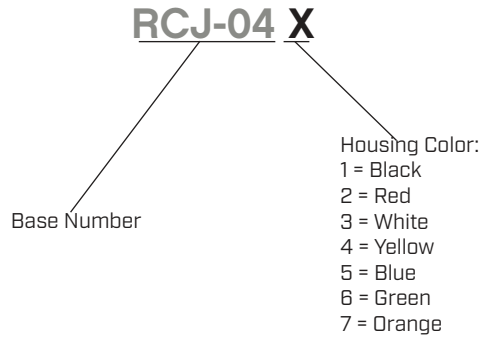 RCJ-04 X
Housing Color:
1 = Black
2 = Red
3 = White
4 = Yellow
5 = Blue
6 = Green
7 = Orange
Base Number